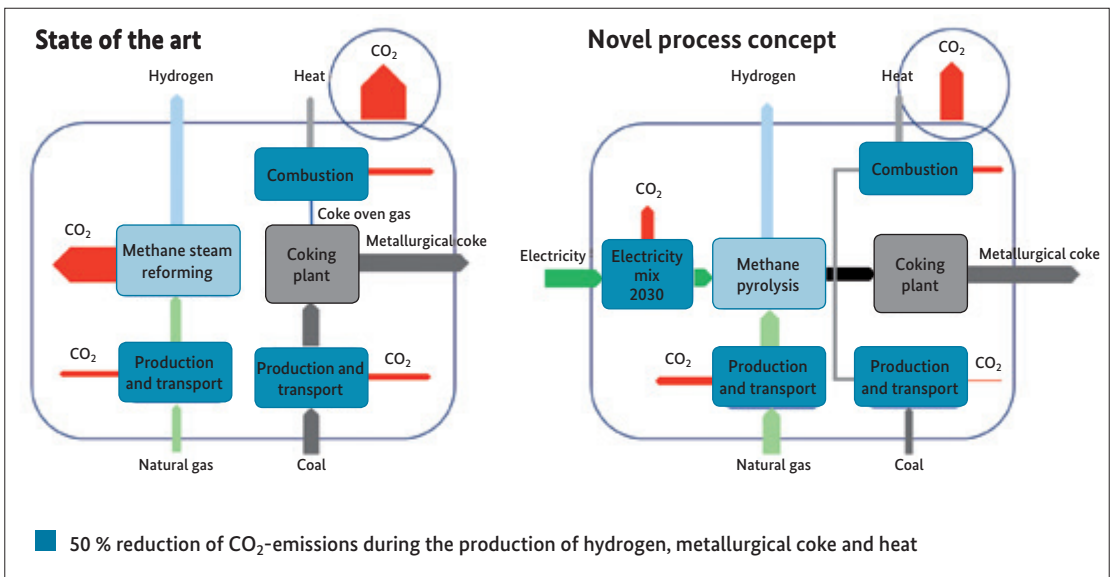 State of the art
CO₂
Hydrogen
Heat
Combustion
Coke oven gas
CO₂
Methane steam
reforming
Coking
plant
Metallurgical coke
CO₂
Production
and transport
Production and
transport
CO₂
Natural gas
Coal
Novel process concept
CO₂
Hydrogen
Heat
Combustion
CO₂
Electricity
Electricity
mix
2030
Methane
pyrolysis
Coking
plant
Metallurgical coke
CO₂
Production
and transport
Production
and transport
CO₂
Natural gas
Coal
50 % reduction of CO₂-emissions during the production of hydrogen, metallurgical coke and heat